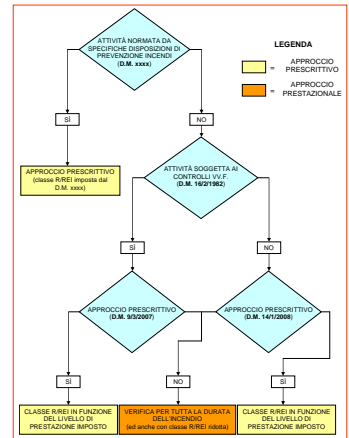 ATTIVITÀ NORMATA DA
SPECIFICHE DISPOSIZIONI DI
PREVENZIONE INCENDI
(D.M. xxxx)
LEGENDA
= APPROCCIO
PRESCRITTIVO
= APPROCCIO
PRESTAZIONALE
SÌ
NO
APPROCCIO PRESCRITTIVO
(classe R/REI imposta dal
D.M. xxxx)
ATTIVITÀ SOGGETTA AI
CONTROLLI VV.F.
(D.M. 16/2/1982)
SÌ
NO
APPROCCIO PRESCRITTIVO
(D.M. 9/3/2007)
APPROCCIO PRESCRITTIVO
(D.M. 14/1/2008)
SÌ
NO
SÌ
CLASSE R/REI IN FUNZIONE
DEL LIVELLO DI
PRESTAZIONE IMPOSTO
VERIFICA PER TUTTA LA DURATA
DELL'INCENDIO
(ed anche con classe R/REI ridotta)
CLASSE R/REI IN FUNZIONE
DEL LIVELLO DI
PRESTAZIONE IMPOSTO